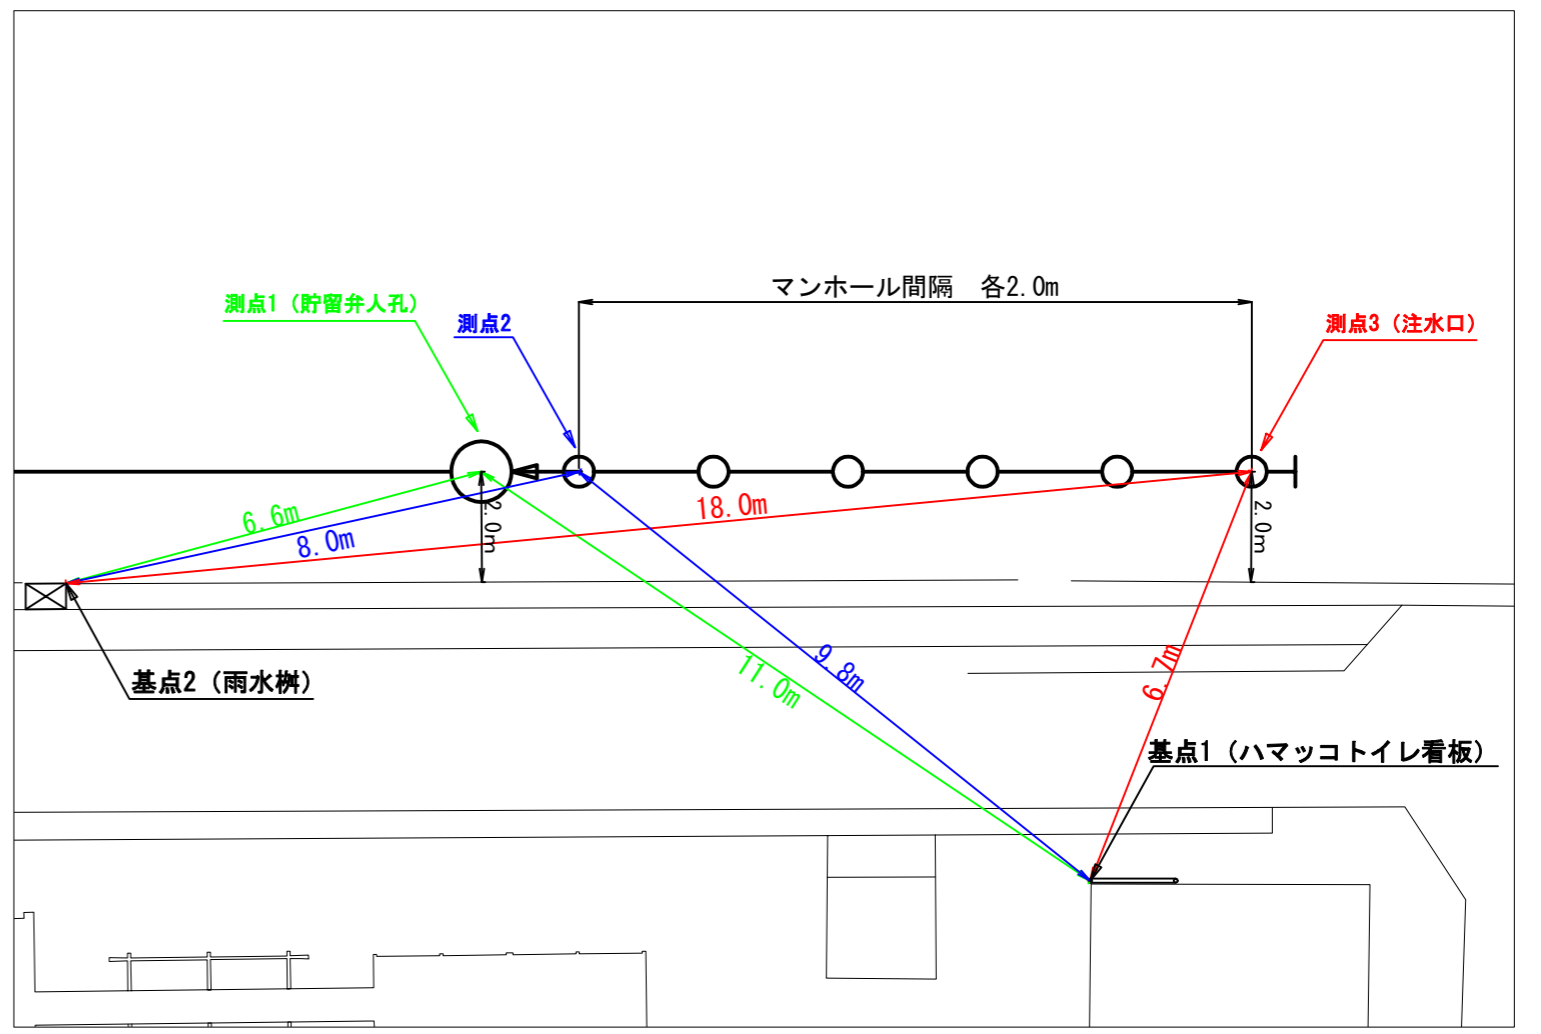 マンホール間隔　各2.0m
測点1（貯留弁人孔）
測点2
測点3（注水口）
6.6m
8.0m
2.0m
18.0m
2.0m
基点2（雨水桝）
11.0m
9.8m
6.7m
基点1（ハマッコトイレ看板）